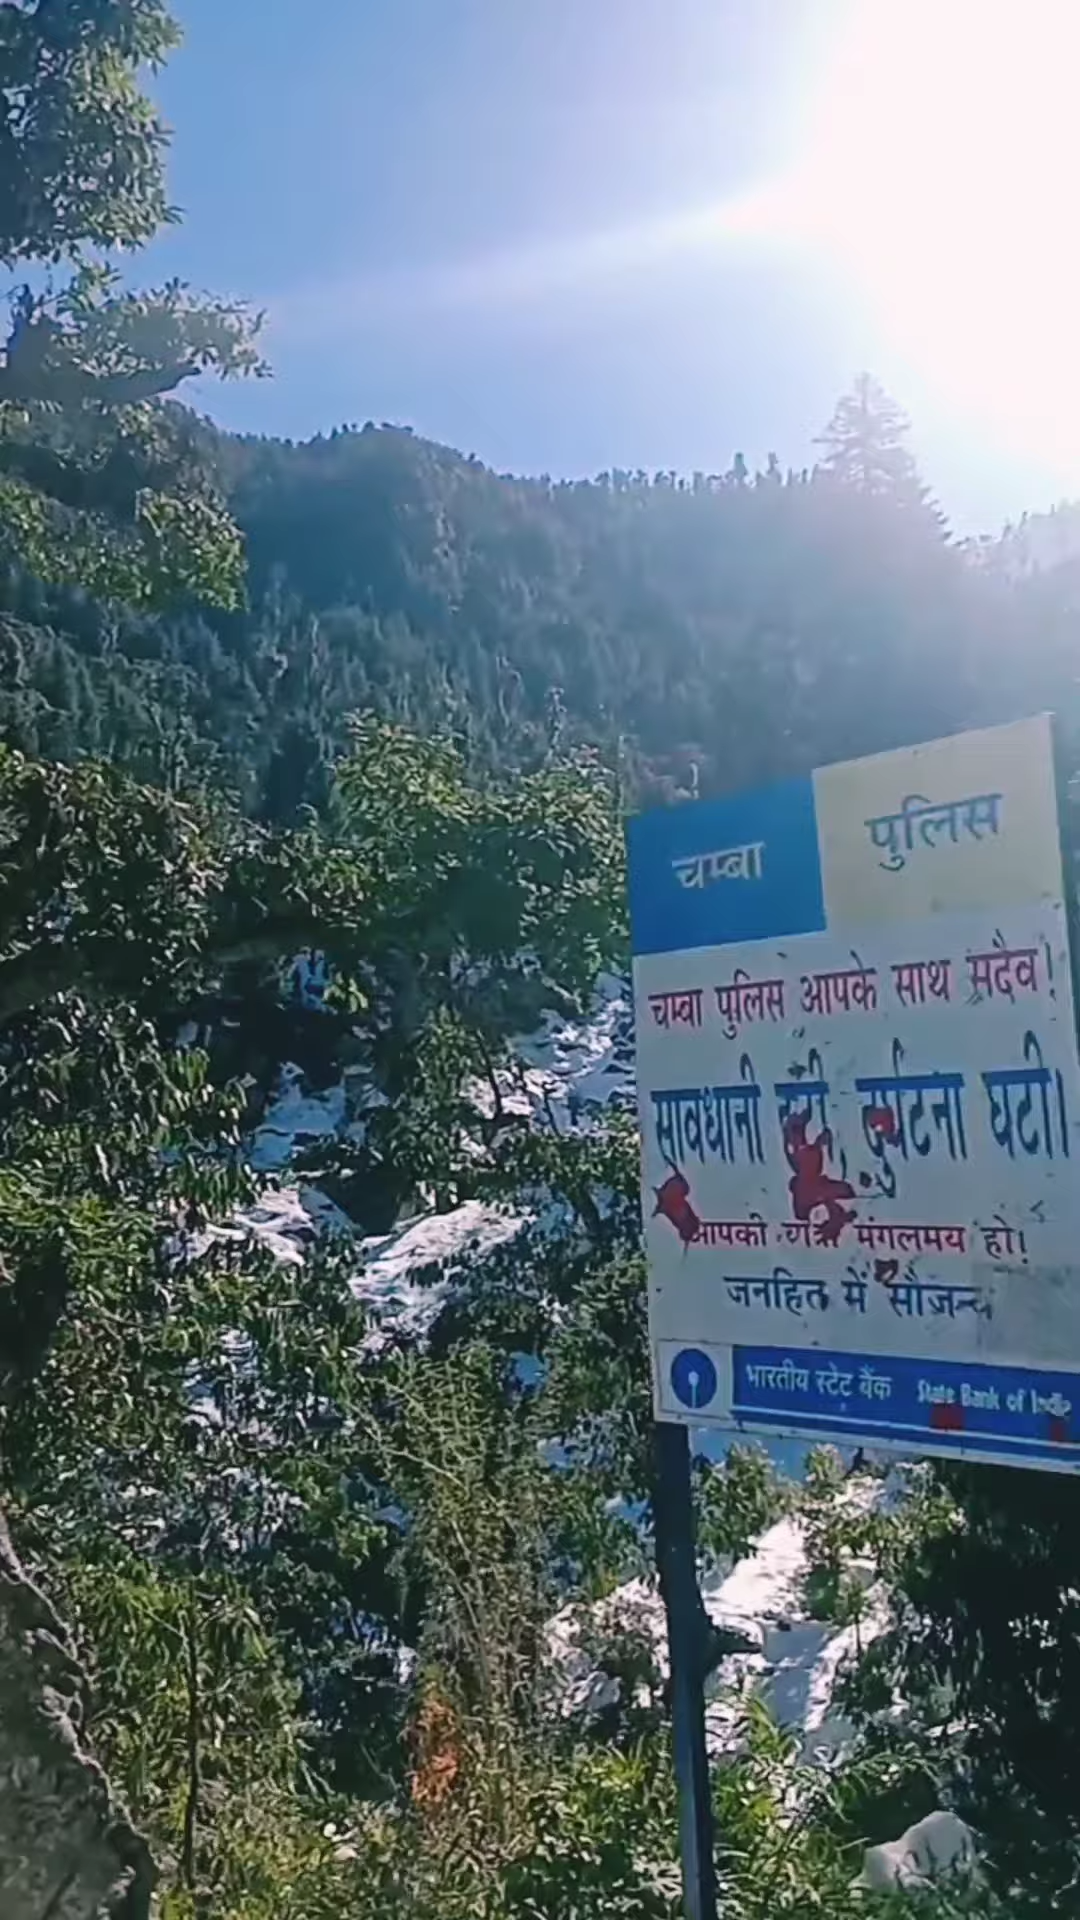 चम्बा पुलिस
चम्बा पुलिस आपके साथ सदैव!
सावधानी हटी, दुर्घटना घटी।
आपकी यात्रा मंगलमय हो!
जनहित में सौजन्य
भारतीय स्टेट बैंक State Bank of India